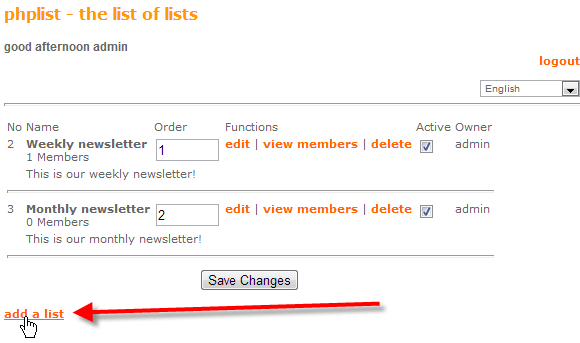 phplist - the list of lists
good afternoon admin
logout
English
No Name Order Functions Active Owner
2 Weekly newsletter 1 edit | view members | delete admin
1 Members
This is our weekly newsletter!
3 Monthly newsletter 2 edit | view members | delete admin
0 Members
This is our monthly newsletter!
Save Changes
add a list